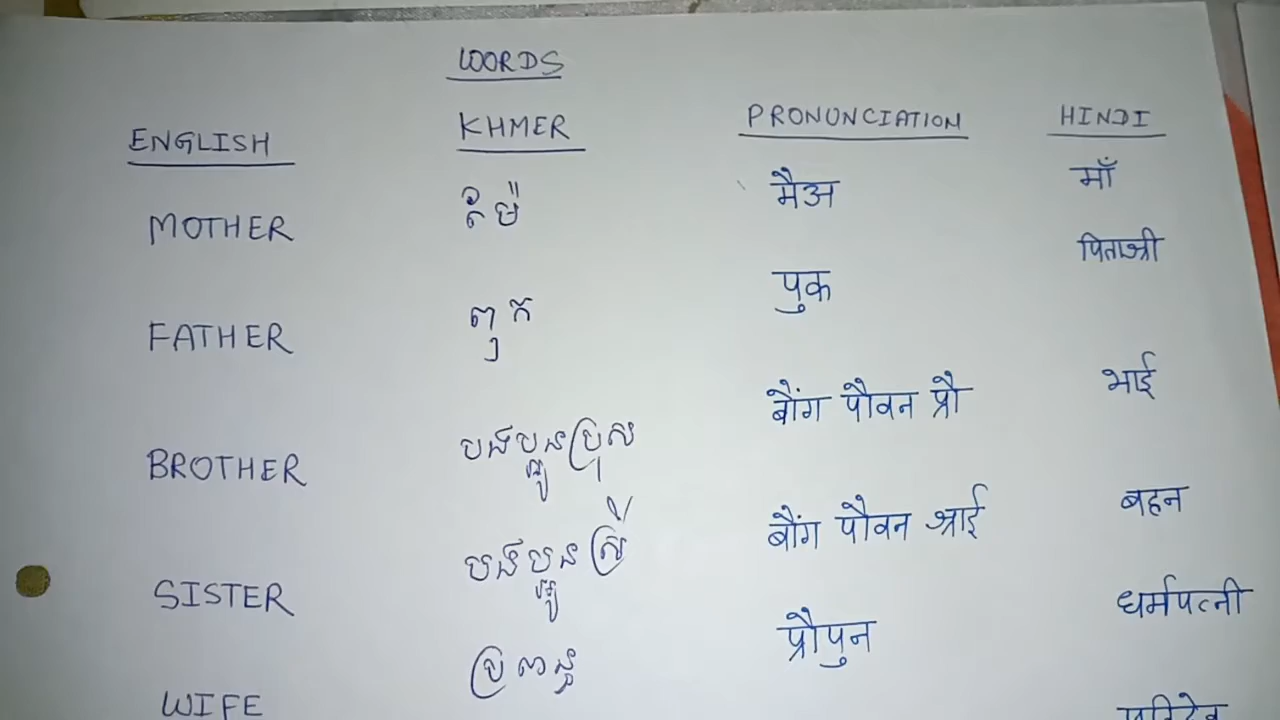 WORDS
ENGLISH KHMER PRONUNCIATION HINDI
MOTHER ម៉ែ मैअ माँ
FATHER ពុក पुक पिताश्री
BROTHER បងប្អូនប្រុស बौंग पौवन प्रौ भाई
SISTER បងប្អូនស្រី बौंग पौवन श्राई बहन
WIFE ប្រពន្ធ प्रौपुन धर्मपत्नी